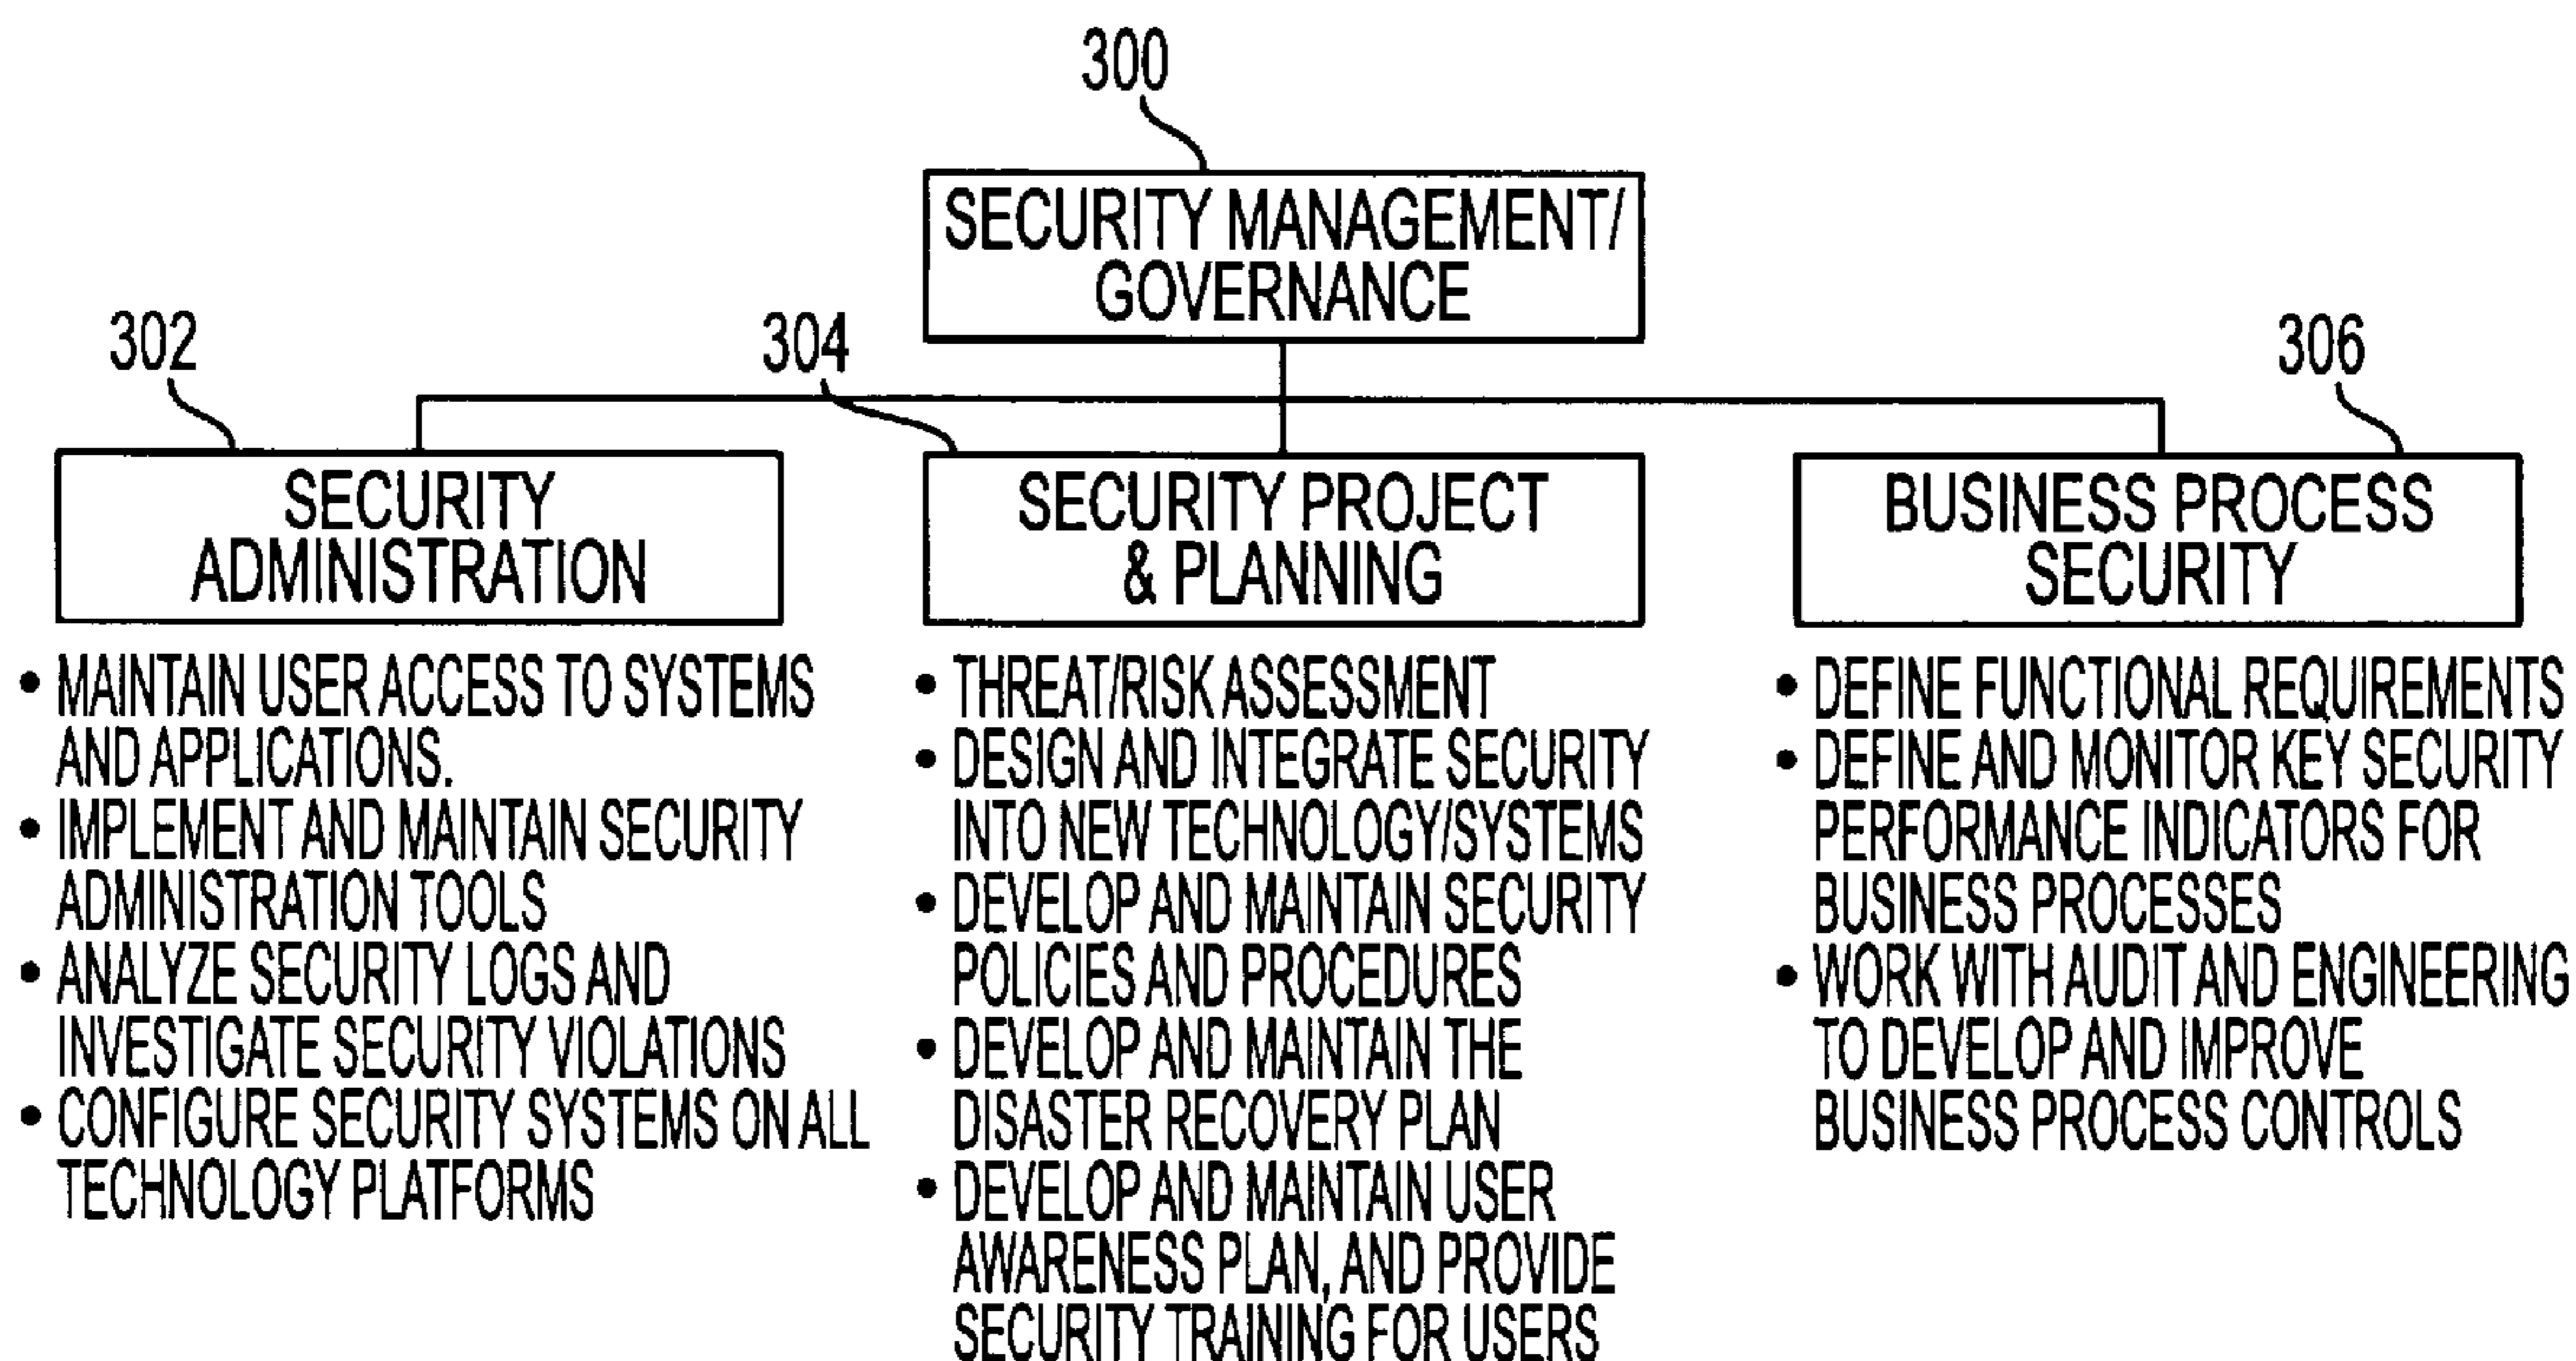 300
SECURITY MANAGEMENT/
GOVERNANCE
302
304
306
SECURITY
ADMINISTRATION
SECURITY PROJECT
& PLANNING
BUSINESS PROCESS
SECURITY
• MAINTAIN USER ACCESS TO SYSTEMS
AND APPLICATIONS.
• IMPLEMENT AND MAINTAIN SECURITY
ADMINISTRATION TOOLS
• ANALYZE SECURITY LOGS AND
INVESTIGATE SECURITY VIOLATIONS
• CONFIGURE SECURITY SYSTEMS ON ALL
TECHNOLOGY PLATFORMS
• THREAT/RISK ASSESSMENT
• DESIGN AND INTEGRATE SECURITY
INTO NEW TECHNOLOGY/SYSTEMS
• DEVELOP AND MAINTAIN SECURITY
POLICIES AND PROCEDURES
• DEVELOP AND MAINTAIN THE
DISASTER RECOVERY PLAN
• DEVELOP AND MAINTAIN USER
AWARENESS PLAN, AND PROVIDE
SECURITY TRAINING FOR USERS
• DEFINE FUNCTIONAL REQUIREMENTS
• DEFINE AND MONITOR KEY SECURITY
PERFORMANCE INDICATORS FOR
BUSINESS PROCESSES
• WORK WITH AUDIT AND ENGINEERING
TO DEVELOP AND IMPROVE
BUSINESS PROCESS CONTROLS